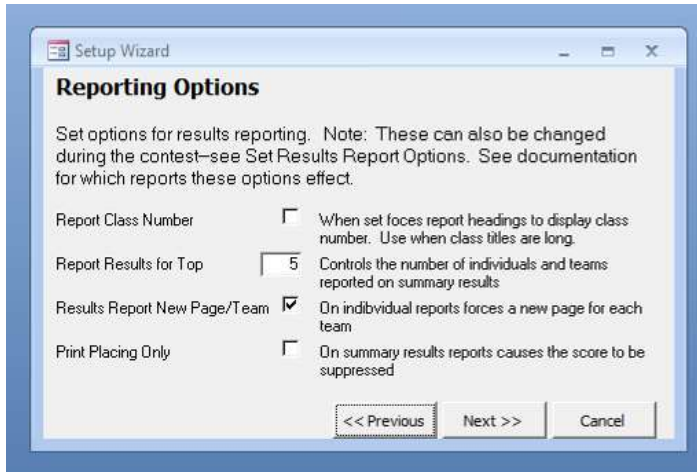 Setup Wizard
Reporting Options
Set options for results reporting. Note: These can also be changed
during the contest–see Set Results Report Options. See documentation
for which reports these options effect.
Report Class Number
When set foces report headings to display class
number. Use when class titles are long.
Report Results for Top 5
Controls the number of individuals and teams
reported on summary results
Results Report New Page/Team
On indibvidual reports forces a new page for each
team
Print Placing Only
On summary results reports causes the score to be
suppressed
<< Previous Next >> Cancel